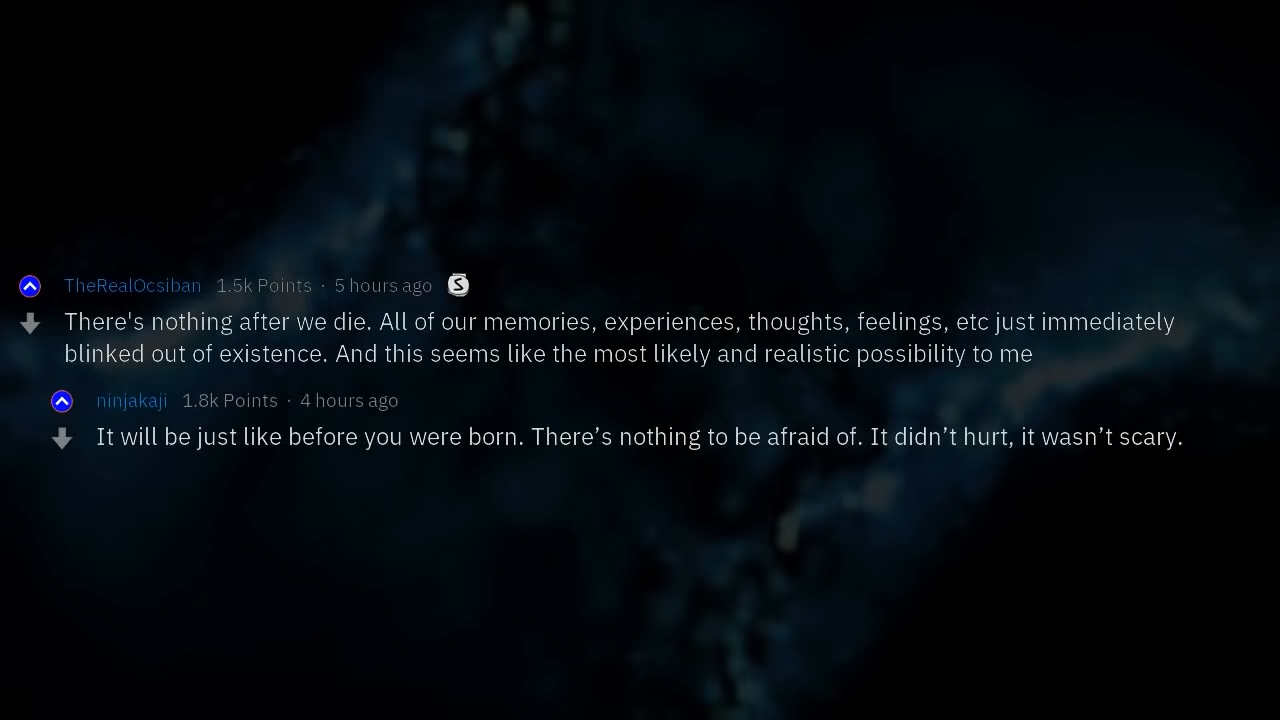 TheRealOcsiban 1.5k Points · 5 hours ago S
There's nothing after we die. All of our memories, experiences, thoughts, feelings, etc just immediately
blinked out of existence. And this seems like the most likely and realistic possibility to me
ninjakaji 1.8k Points · 4 hours ago
It will be just like before you were born. There’s nothing to be afraid of. It didn’t hurt, it wasn’t scary.